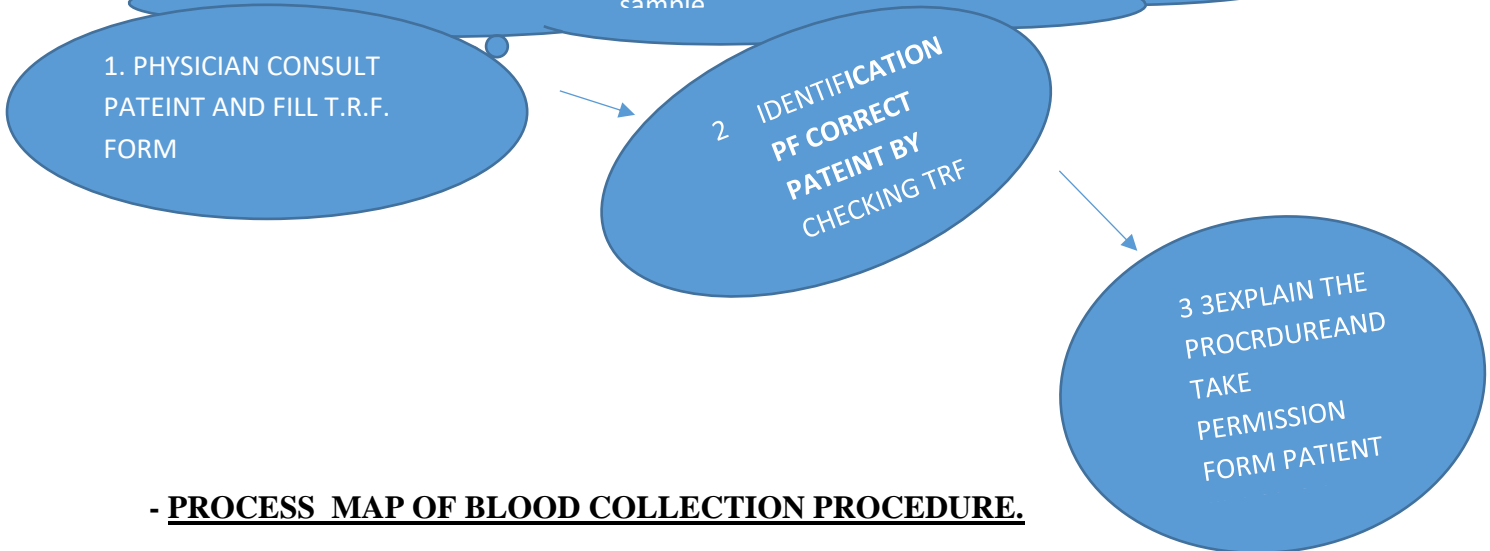 sample
1. PHYSICIAN CONSULT
PATEINT AND FILL T.R.F.
FORM
2 IDENTIFICATION
PF CORRECT
PATEINT BY
CHECKING TRF
3 3EXPLAIN THE
PROCRDUREAND
TAKE
PERMISSION
FORM PATIENT
- PROCESS MAP OF BLOOD COLLECTION PROCEDURE.